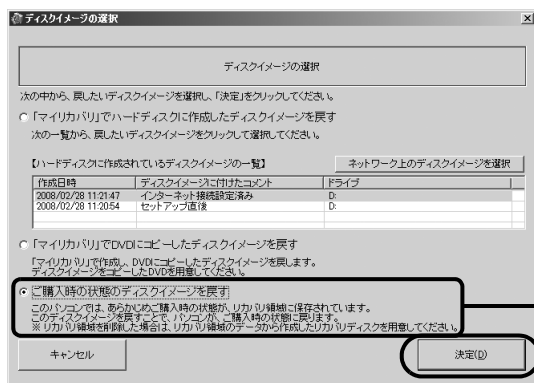 ディスクイメージの選択
ディスクイメージの選択
次の中から、戻したいディスクイメージを選択し、「決定」をクリックしてください。
「マイリカバリ」でハードディスクに作成したディスクイメージを戻す
次の一覧から、戻したいディスクイメージをクリックして選択してください。
【ハードディスクに作成されているディスクイメージの一覧】 ネットワーク上のディスクイメージを選択
作成日時 ディスクイメージに付けたコメント ドライブ
2008/02/28 11:21:47 インターネット接続設定済み D:
2008/02/28 11:20:54 セットアップ直後 D:
「マイリカバリ」でDVDにコピーしたディスクイメージを戻す
「マイリカバリ」で作成し、DVDにコピーしたディスクイメージを戻します。
ディスクイメージをコピーしたDVDを用意してください。
ご購入時の状態のディスクイメージを戻す
このパソコンでは、あらかじめご購入時の状態が、リカバリ領域に保存されています。
このディスクイメージを戻すことで、パソコンが、ご購入時の状態に戻ります。
※リカバリ領域を削除した場合は、リカバリ領域のデータから作成したリカバリディスクを用意してください。
キャンセル 決定(D)